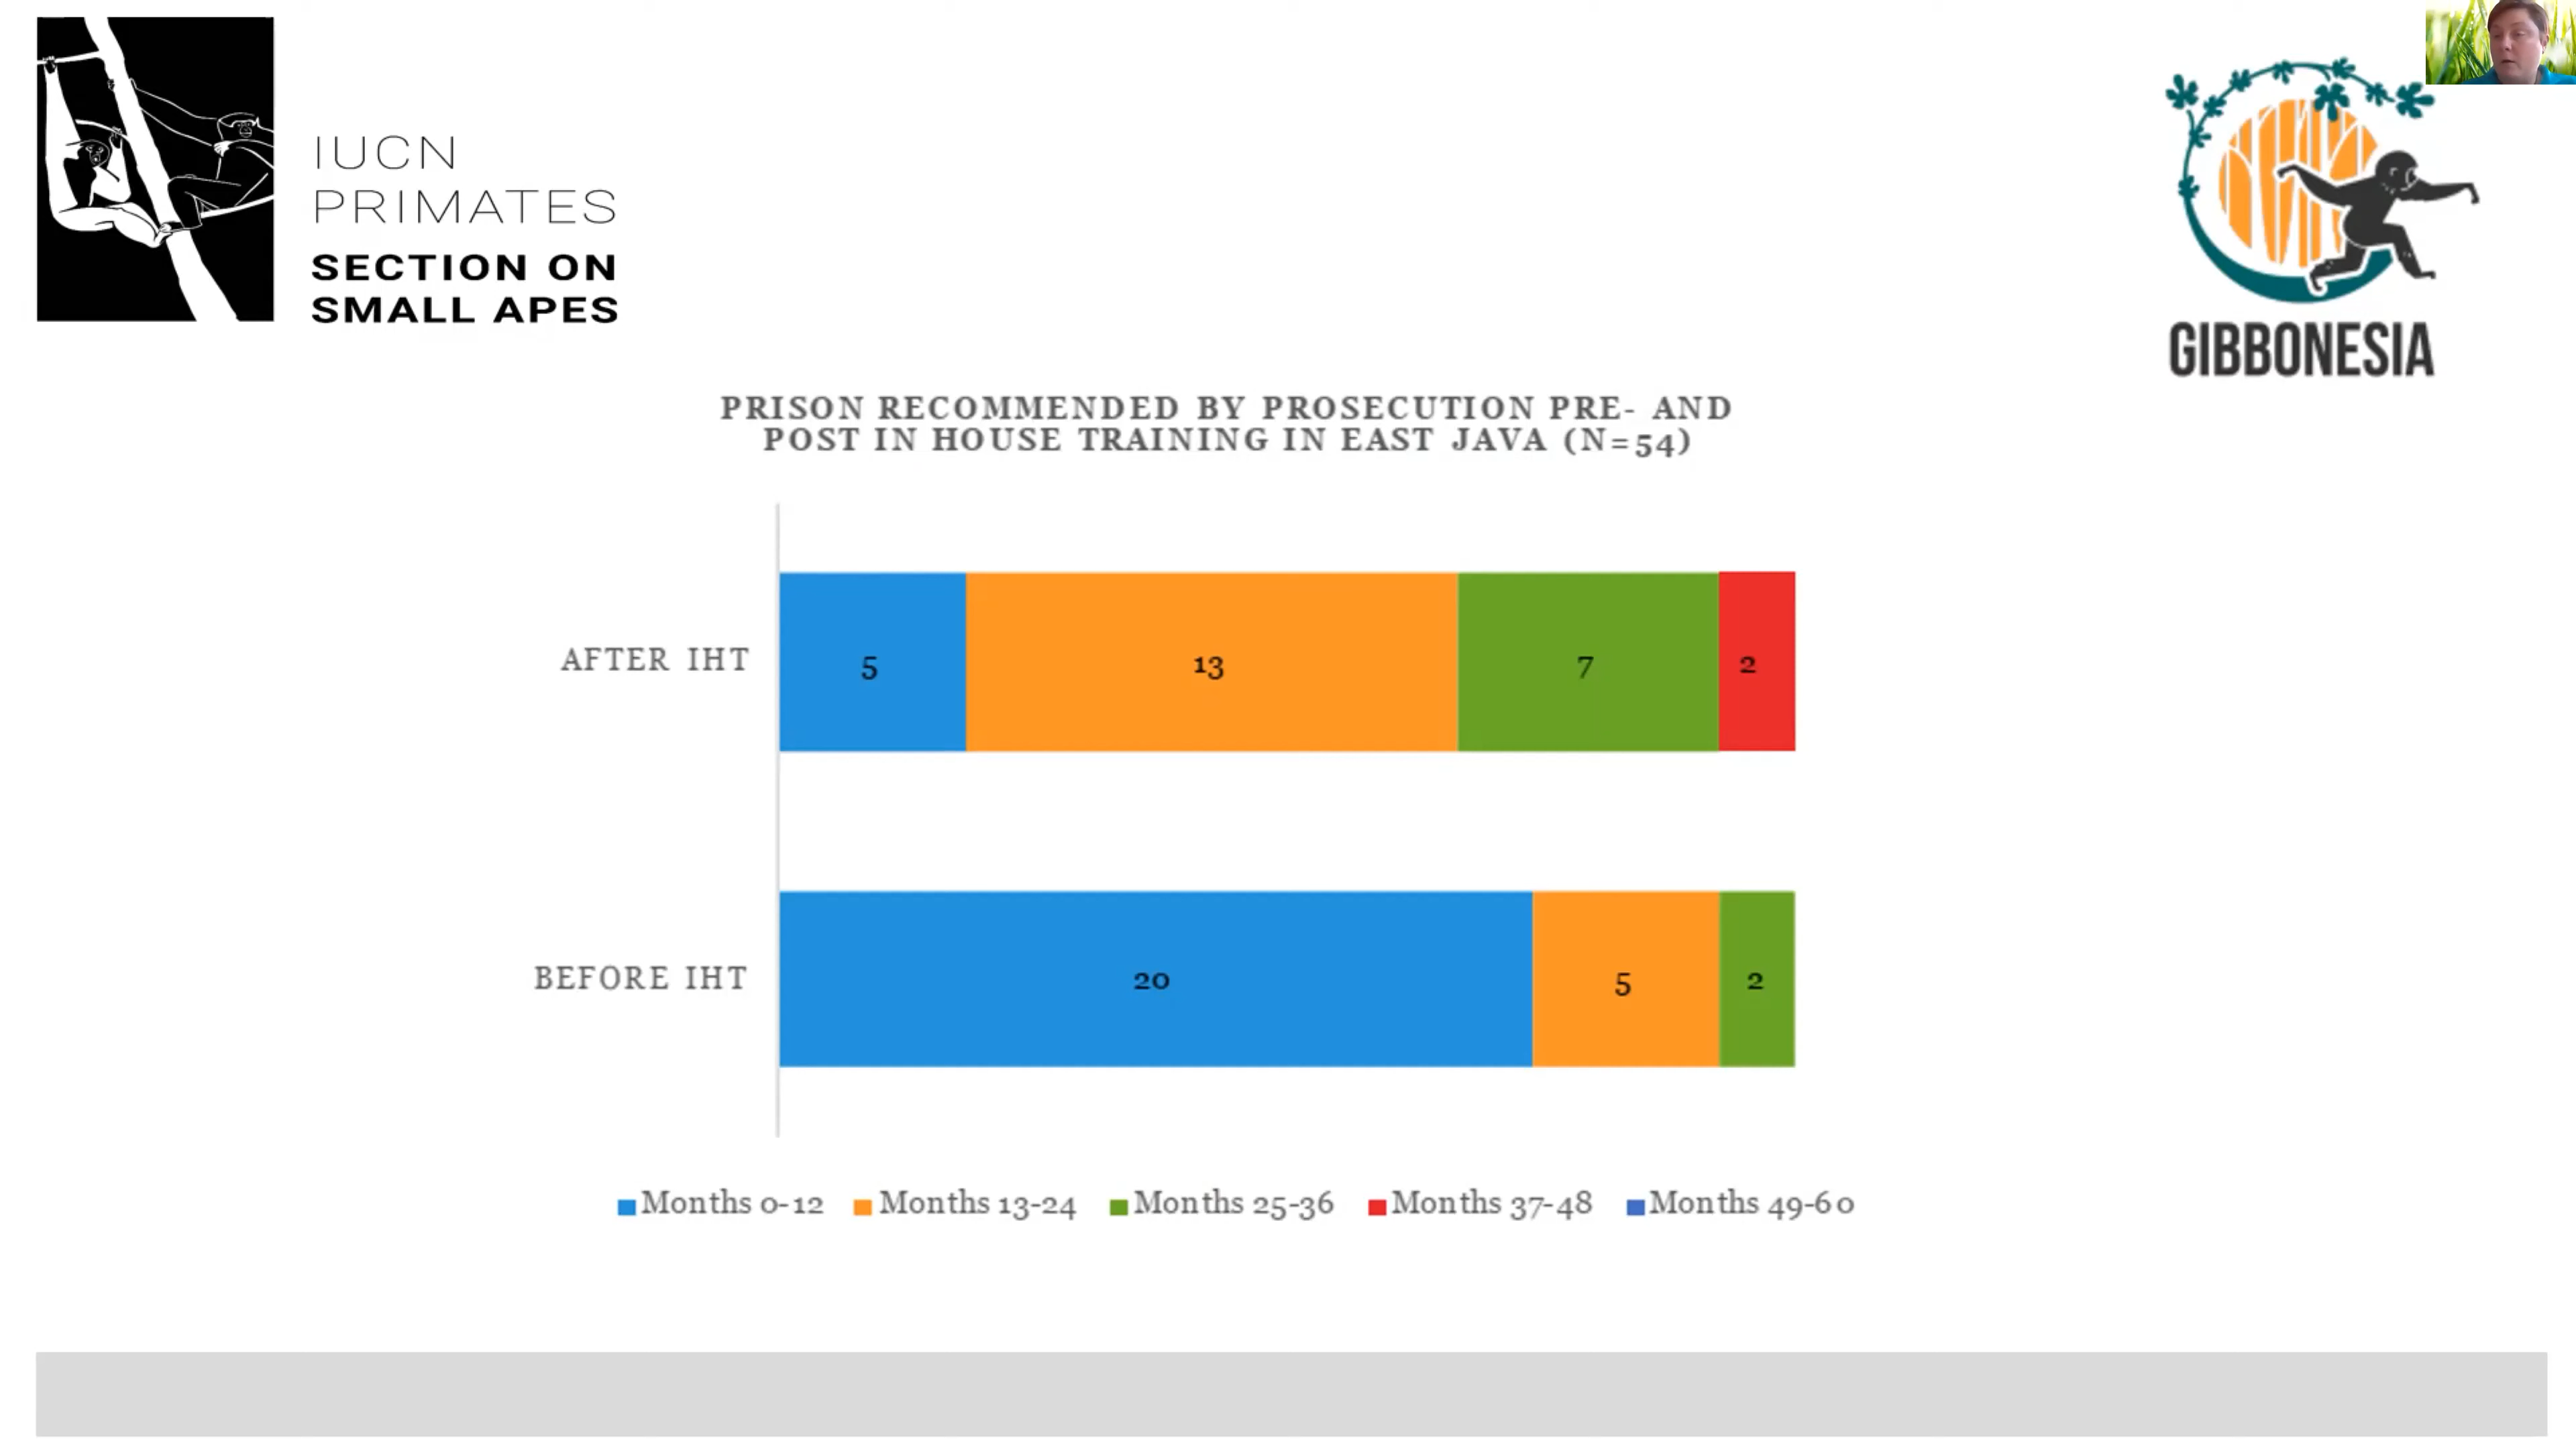 IUCN
PRIMATES
SECTION ON
SMALL APES
GIBBONESIA
PRISON RECOMMENDED BY PROSECUTION PRE- AND
POST IN HOUSE TRAINING IN EAST JAVA (N=54)
AFTER IHT
5
13
7
2
BEFORE IHT
20
5
2
Months 0-12
Months 13-24
Months 25-36
Months 37-48
Months 49-60